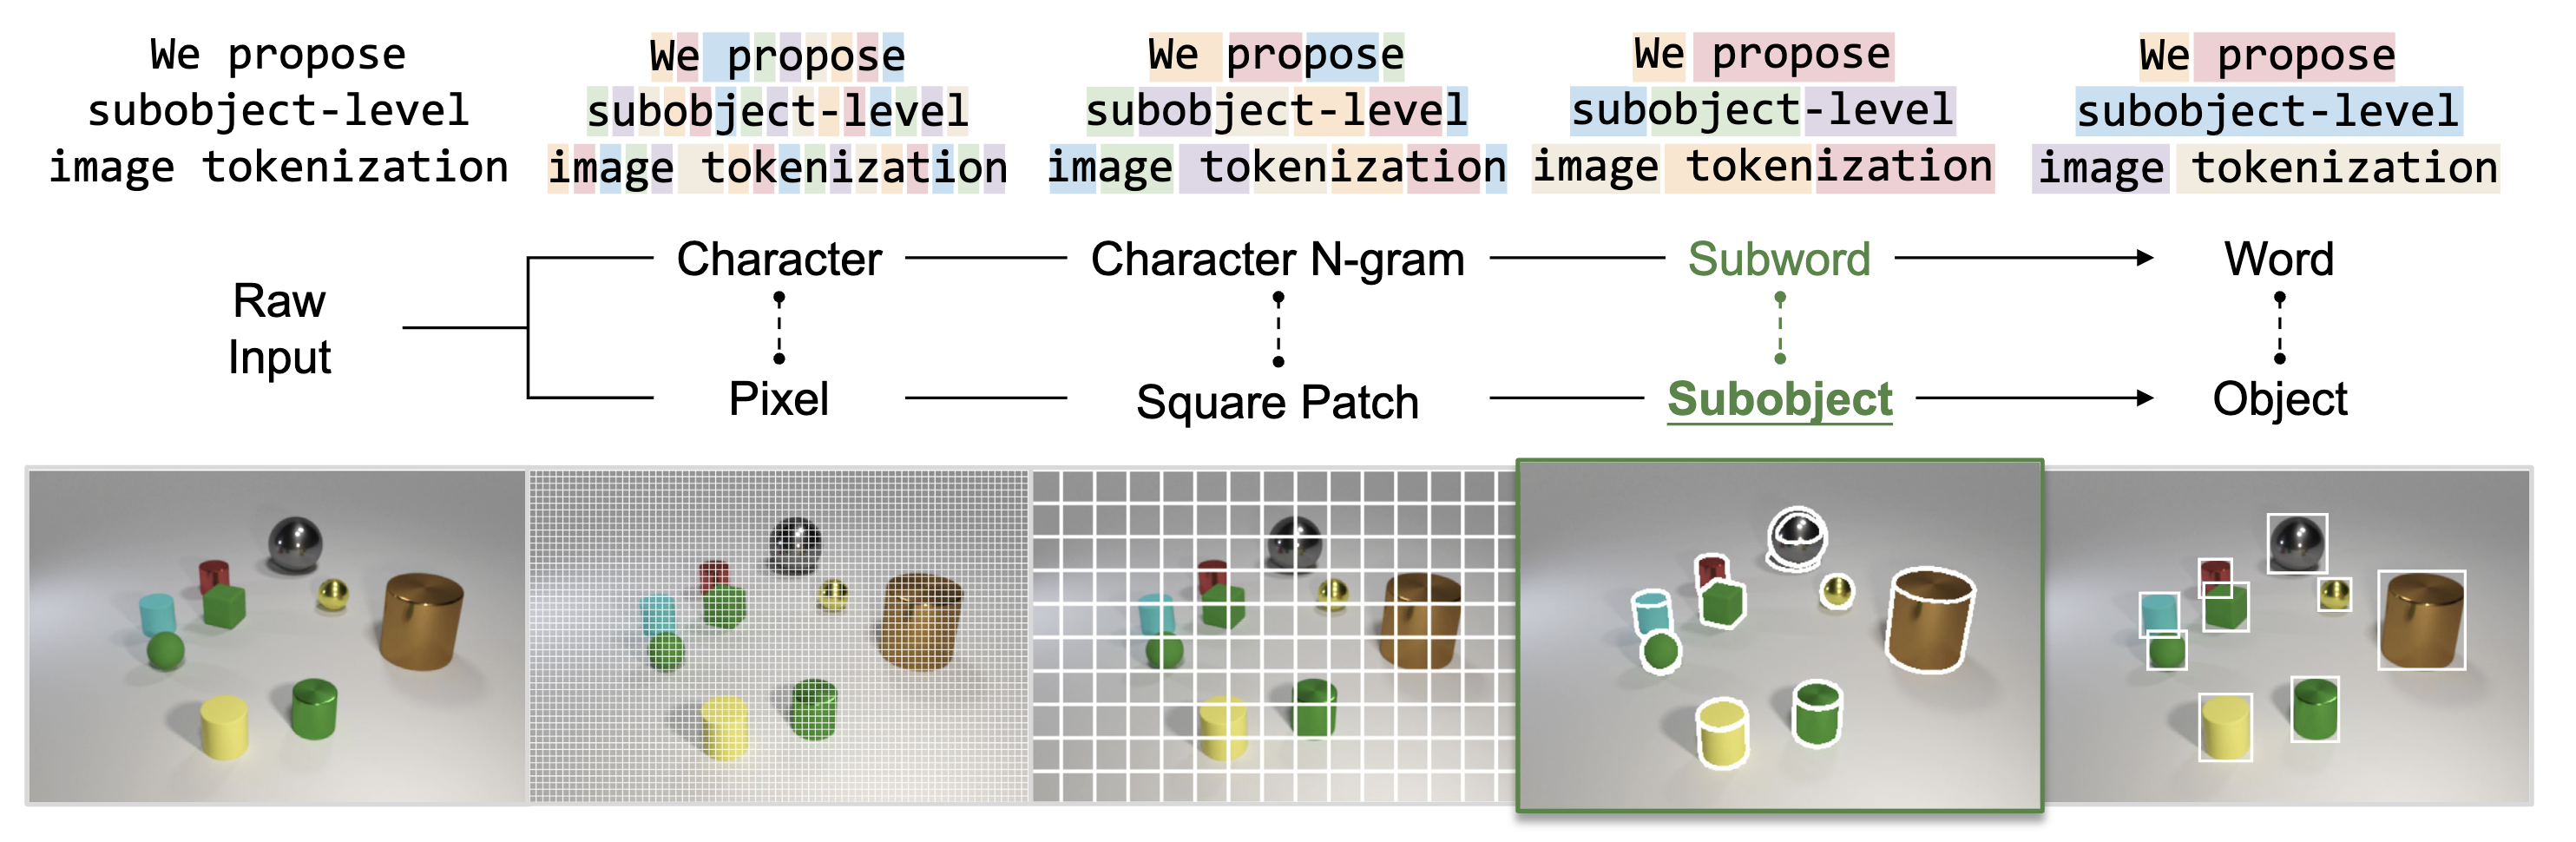 We propose
subobject-level
image tokenization
We propose
subobject-level
image tokenization
We propose
subobject-level
image tokenization
We propose
subobject-level
image tokenization
We propose
subobject-level
image tokenization
Raw
Input
Character
Character N-gram
Subword
Word
Pixel
Square Patch
Subobject
Object